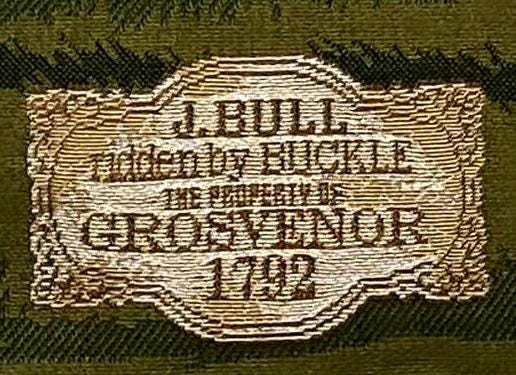 J. BULL
ridden by BUCKLE
THE PROPERTY OF
GROSVENOR
1792